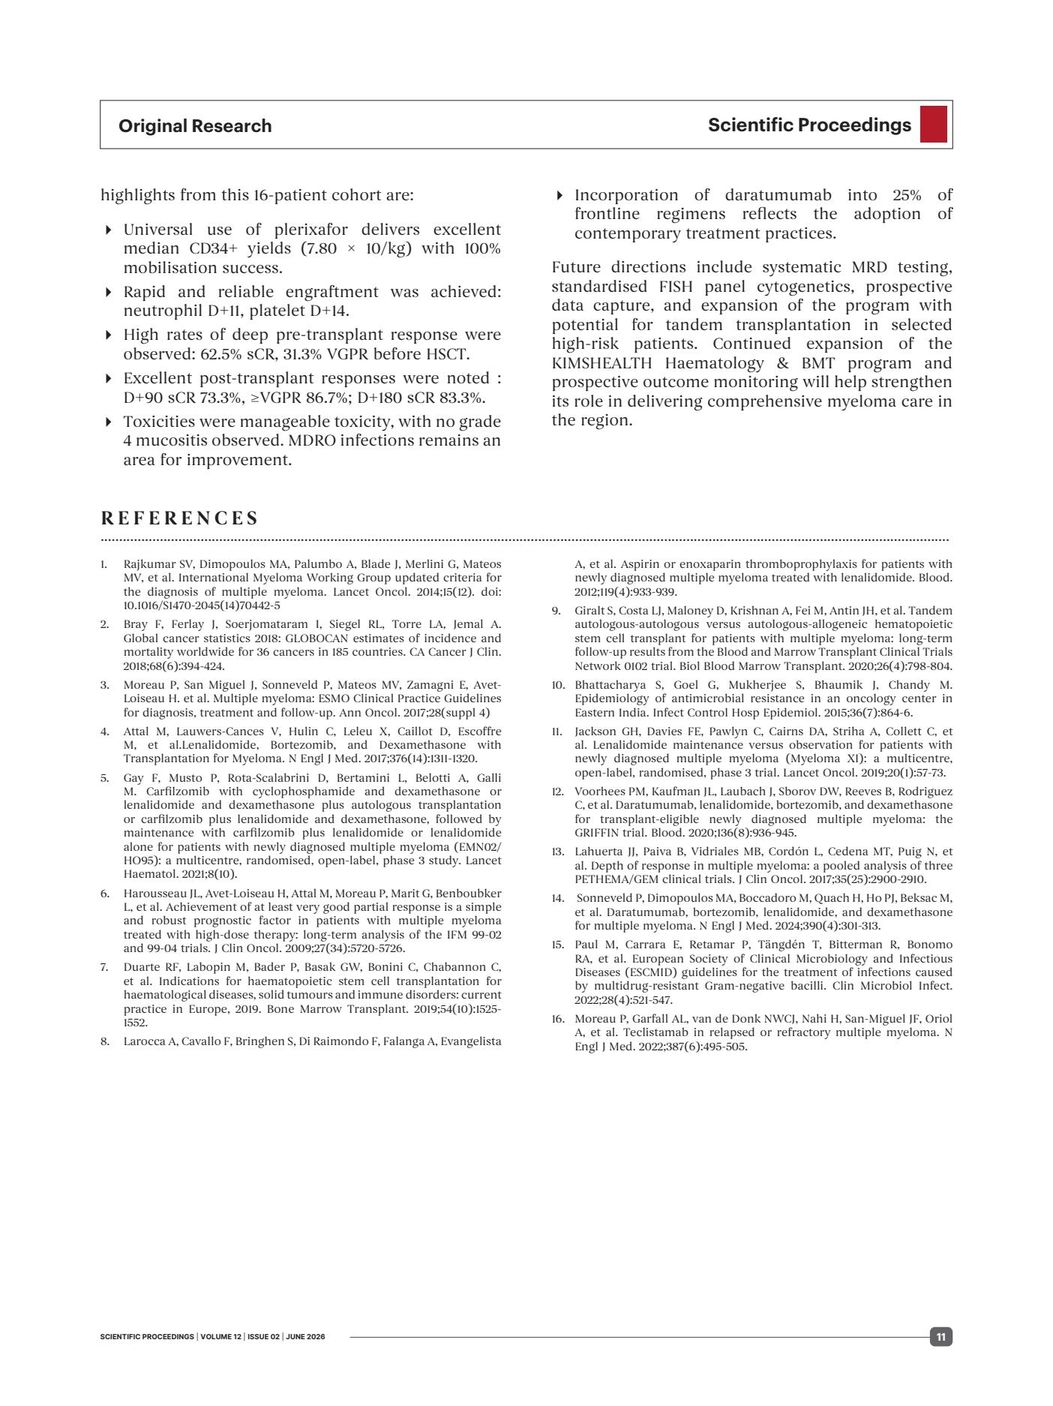 Original Research
Scientific Proceedings
highlights from this 16-patient cohort are:
Universal use of plerixafor delivers excellent
median CD34+ yields (7.80 × 10/kg) with 100%
mobilisation success.
Rapid and reliable engraftment was achieved:
neutrophil D+11, platelet D+14.
High rates of deep pre-transplant response were
observed: 62.5% sCR, 31.3% VGPR before HSCT.
Excellent post-transplant responses were noted :
D+90 sCR 73.3%, ≥VGPR 86.7%; D+180 sCR 83.3%.
Toxicities were manageable toxicity, with no grade
4 mucositis observed. MDRO infections remains an
area for improvement.
Incorporation of daratumumab into 25% of
frontline regimens reflects the adoption of
contemporary treatment practices.
Future directions include systematic MRD testing,
standardised FISH panel cytogenetics, prospective
data capture, and expansion of the program with
potential for tandem transplantation in selected
high-risk patients. Continued expansion of the
KIMSHEALTH Haematology & BMT program and
prospective outcome monitoring will help strengthen
its role in delivering comprehensive myeloma care in
the region.
REFERENCES
1. Rajkumar SV, Dimopoulos MA, Palumbo A, Blade J, Merlini G, Mateos
MV, et al. International Myeloma Working Group updated criteria for
the diagnosis of multiple myeloma. Lancet Oncol. 2014;15(12). doi:
10.1016/S1470-2045(14)70442-5
2. Bray F, Ferlay J, Soerjomataram I, Siegel RL, Torre LA, Jemal A.
Global cancer statistics 2018: GLOBOCAN estimates of incidence and
mortality worldwide for 36 cancers in 185 countries. CA Cancer J Clin.
2018;68(6):394-424.
3. Moreau P, San Miguel J, Sonneveld P, Mateos MV, Zamagni E, Avet-
Loiseau H. et al. Multiple myeloma: ESMO Clinical Practice Guidelines
for diagnosis, treatment and follow-up. Ann Oncol. 2017;28(suppl 4)
4. Attal M, Lauwers-Cances V, Hulin C, Leleu X, Caillot D, Escoffre
M, et al.Lenalidomide, Bortezomib, and Dexamethasone with
Transplantation for Myeloma. N Engl J Med. 2017;376(14):1311-1320.
5. Gay F, Musto P, Rota-Scalabrini D, Bertamini L, Belotti A, Galli
M. Carfilzomib with cyclophosphamide and dexamethasone or
lenalidomide and dexamethasone plus autologous transplantation
or carfilzomib plus lenalidomide and dexamethasone, followed by
maintenance with carfilzomib plus lenalidomide or lenalidomide
alone for patients with newly diagnosed multiple myeloma (EMN02/
HO95): a multicentre, randomised, open-label, phase 3 study. Lancet
Haematol. 2021;8(10).
6. Harousseau JL, Avet-Loiseau H, Attal M, Moreau P, Marit G, Benboubker
L, et al. Achievement of at least very good partial response is a simple
and robust prognostic factor in patients with multiple myeloma
treated with high-dose therapy: long-term analysis of the IFM 99-02
and 99-04 trials. J Clin Oncol. 2009;27(34):5720-5726.
7. Duarte RF, Labopin M, Bader P, Basak GW, Bonini C, Chabannon C,
et al. Indications for haematopoietic stem cell transplantation for
haematological diseases, solid tumours and immune disorders: current
practice in Europe, 2019. Bone Marrow Transplant. 2019;54(10):1525-
1552.
8. Larocca A, Cavallo F, Bringhen S, Di Raimondo F, Falanga A, Evangelista
A, et al. Aspirin or enoxaparin thromboprophylaxis for patients with
newly diagnosed multiple myeloma treated with lenalidomide. Blood.
2012;119(4):933-939.
9. Giralt S, Costa LJ, Maloney D, Krishnan A, Fei M, Antin JH, et al. Tandem
autologous-autologous versus autologous-allogeneic hematopoietic
stem cell transplant for patients with multiple myeloma: long-term
follow-up results from the Blood and Marrow Transplant Clinical Trials
Network 0102 trial. Biol Blood Marrow Transplant. 2020;26(4):798-804.
10. Bhattacharya S, Goel G, Mukherjee S, Bhaumik J, Chandy M.
Epidemiology of antimicrobial resistance in an oncology center in
Eastern India. Infect Control Hosp Epidemiol. 2015;36(7):864-6.
11. Jackson GH, Davies FE, Pawlyn C, Cairns DA, Striha A, Collett C, et
al. Lenalidomide maintenance versus observation for patients with
newly diagnosed multiple myeloma (Myeloma XI): a multicentre,
open-label, randomised, phase 3 trial. Lancet Oncol. 2019;20(1):57-73.
12. Voorhees PM, Kaufman JL, Laubach J, Sborov DW, Reeves B, Rodriguez
C, et al. Daratumumab, lenalidomide, bortezomib, and dexamethasone
for transplant-eligible newly diagnosed multiple myeloma: the
GRIFFIN trial. Blood. 2020;136(8):936-945.
13. Lahuerta JJ, Paiva B, Vidriales MB, Cordón L, Cedena MT, Puig N, et
al. Depth of response in multiple myeloma: a pooled analysis of three
PETHEMA/GEM clinical trials. J Clin Oncol. 2017;35(25):2900-2910.
14. Sonneveld P, Dimopoulos MA, Boccadoro M, Quach H, Ho PJ, Beksac M,
et al. Daratumumab, bortezomib, lenalidomide, and dexamethasone
for multiple myeloma. N Engl J Med. 2024;390(4):301-313.
15. Paul M, Carrara E, Retamar P, Tängdén T, Bitterman R, Bonomo
RA, et al. European Society of Clinical Microbiology and Infectious
Diseases (ESCMID) guidelines for the treatment of infections caused
by multidrug-resistant Gram-negative bacilli. Clin Microbiol Infect.
2022;28(4):521-547.
16. Moreau P, Garfall AL, van de Donk NWCJ, Nahi H, San-Miguel JF, Oriol
A, et al. Teclistamab in relapsed or refractory multiple myeloma. N
Engl J Med. 2022;387(6):495-505.
SCIENTIFIC PROCEEDINGS | VOLUME 12 | ISSUE 02 | JUNE 2026
11